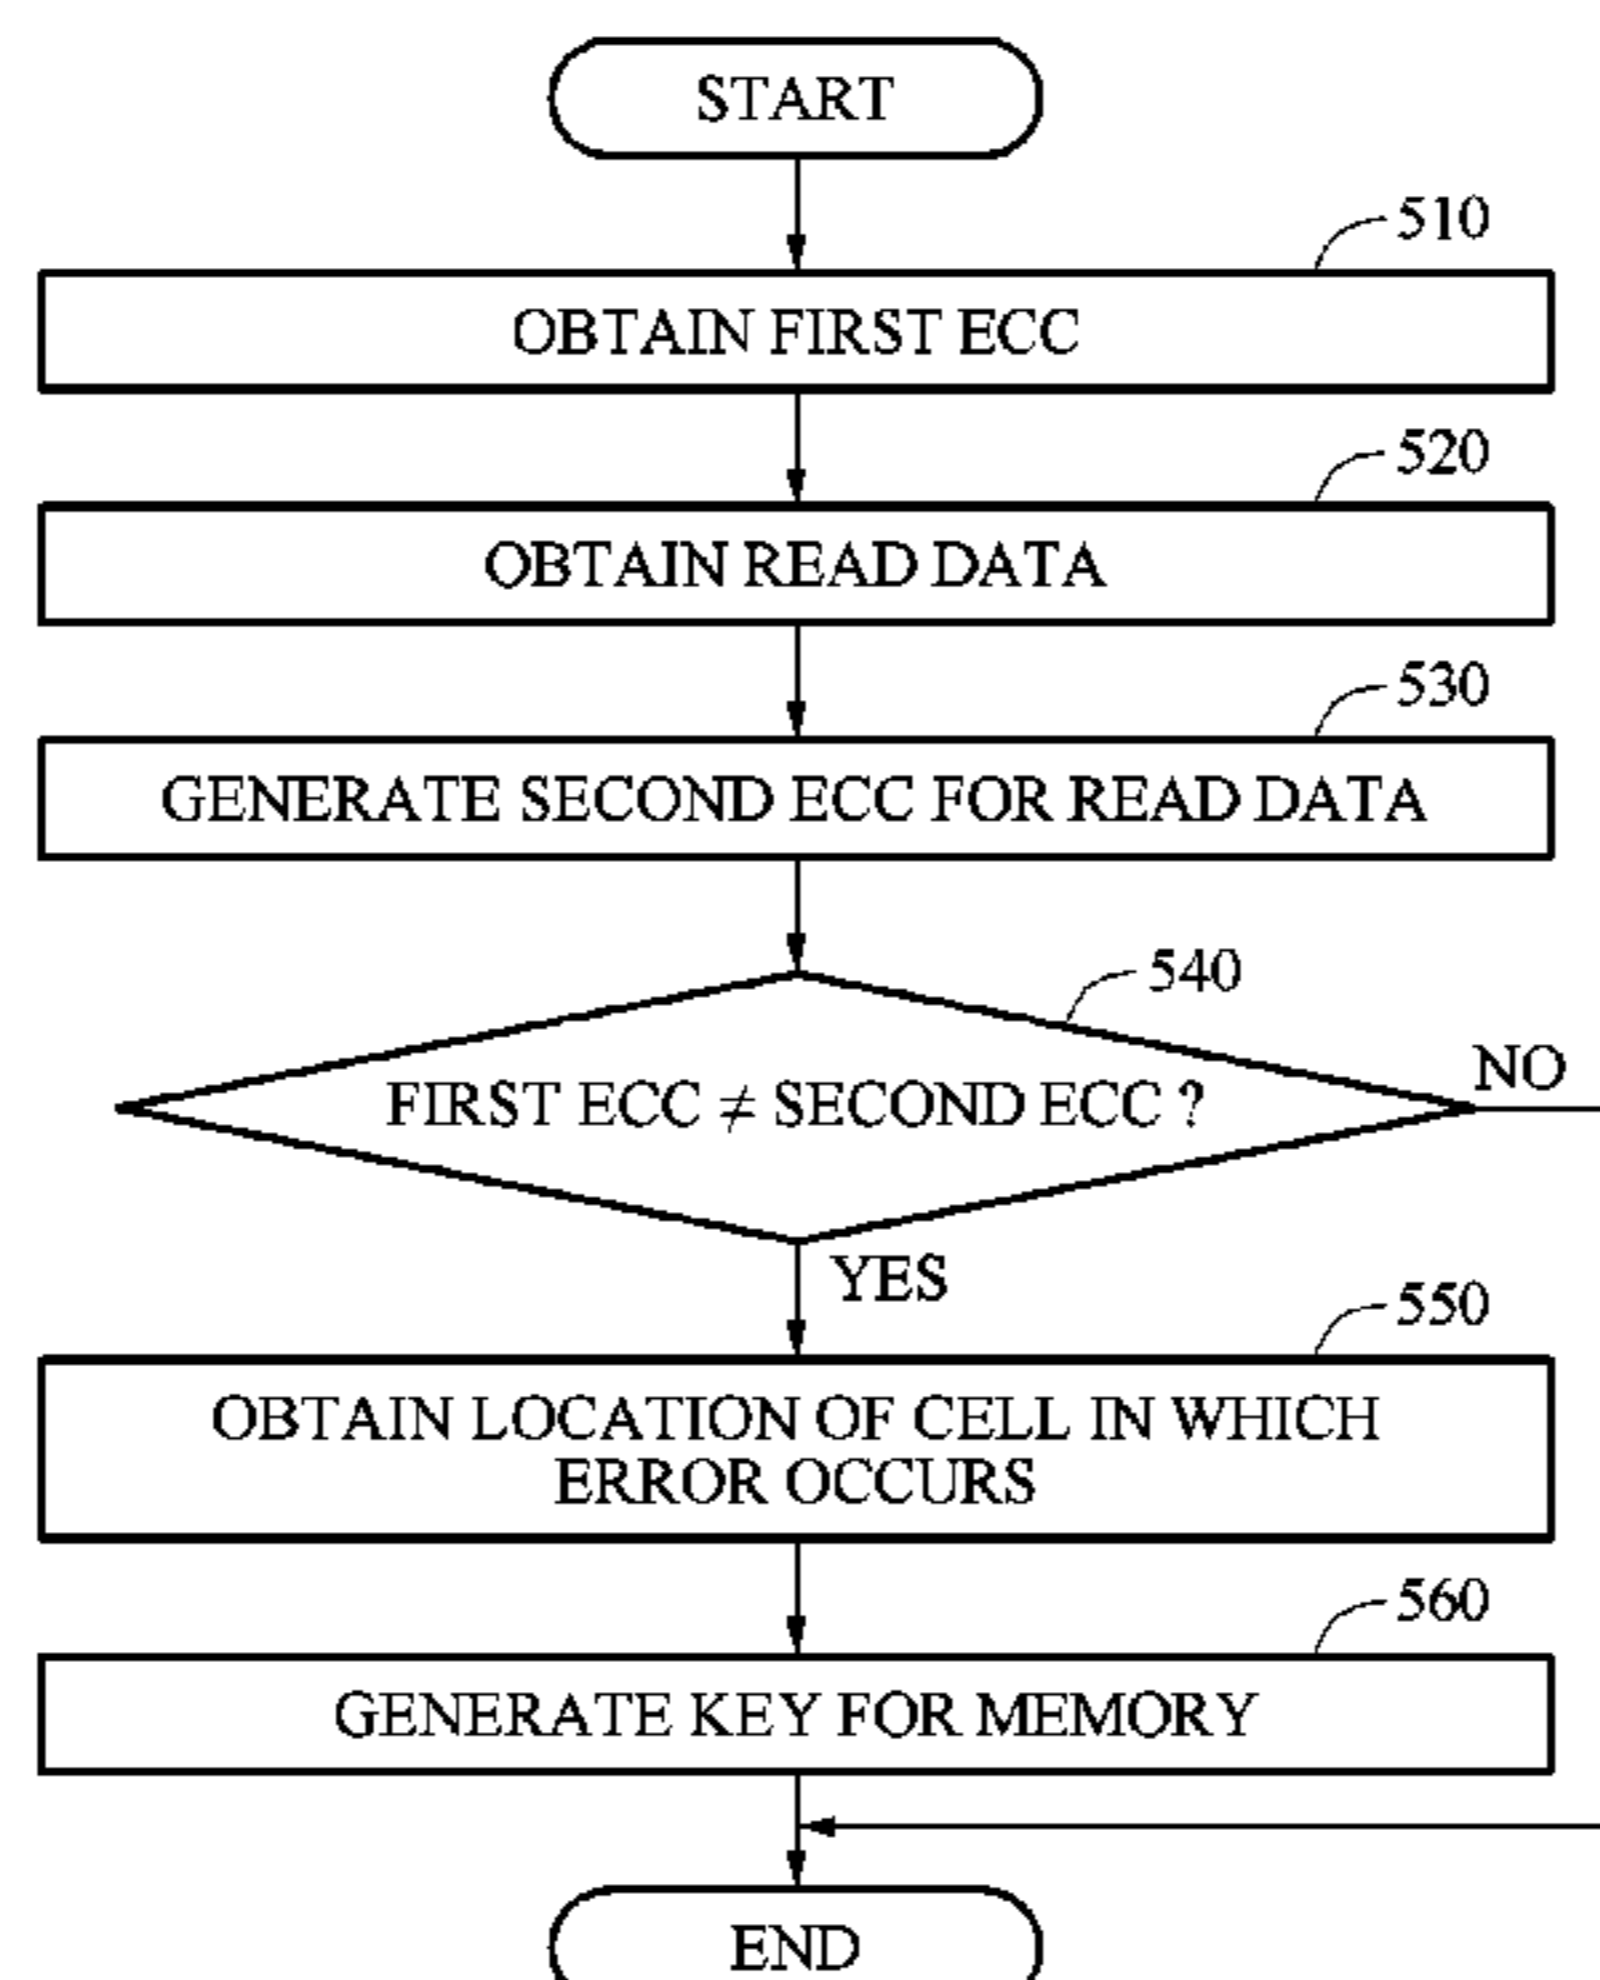 START
510
OBTAIN FIRST ECC
520
OBTAIN READ DATA
530
GENERATE SECOND ECC FOR READ DATA
540
FIRST ECC ≠ SECOND ECC ?
NO
YES
550
OBTAIN LOCATION OF CELL IN WHICH
ERROR OCCURS
560
GENERATE KEY FOR MEMORY
END